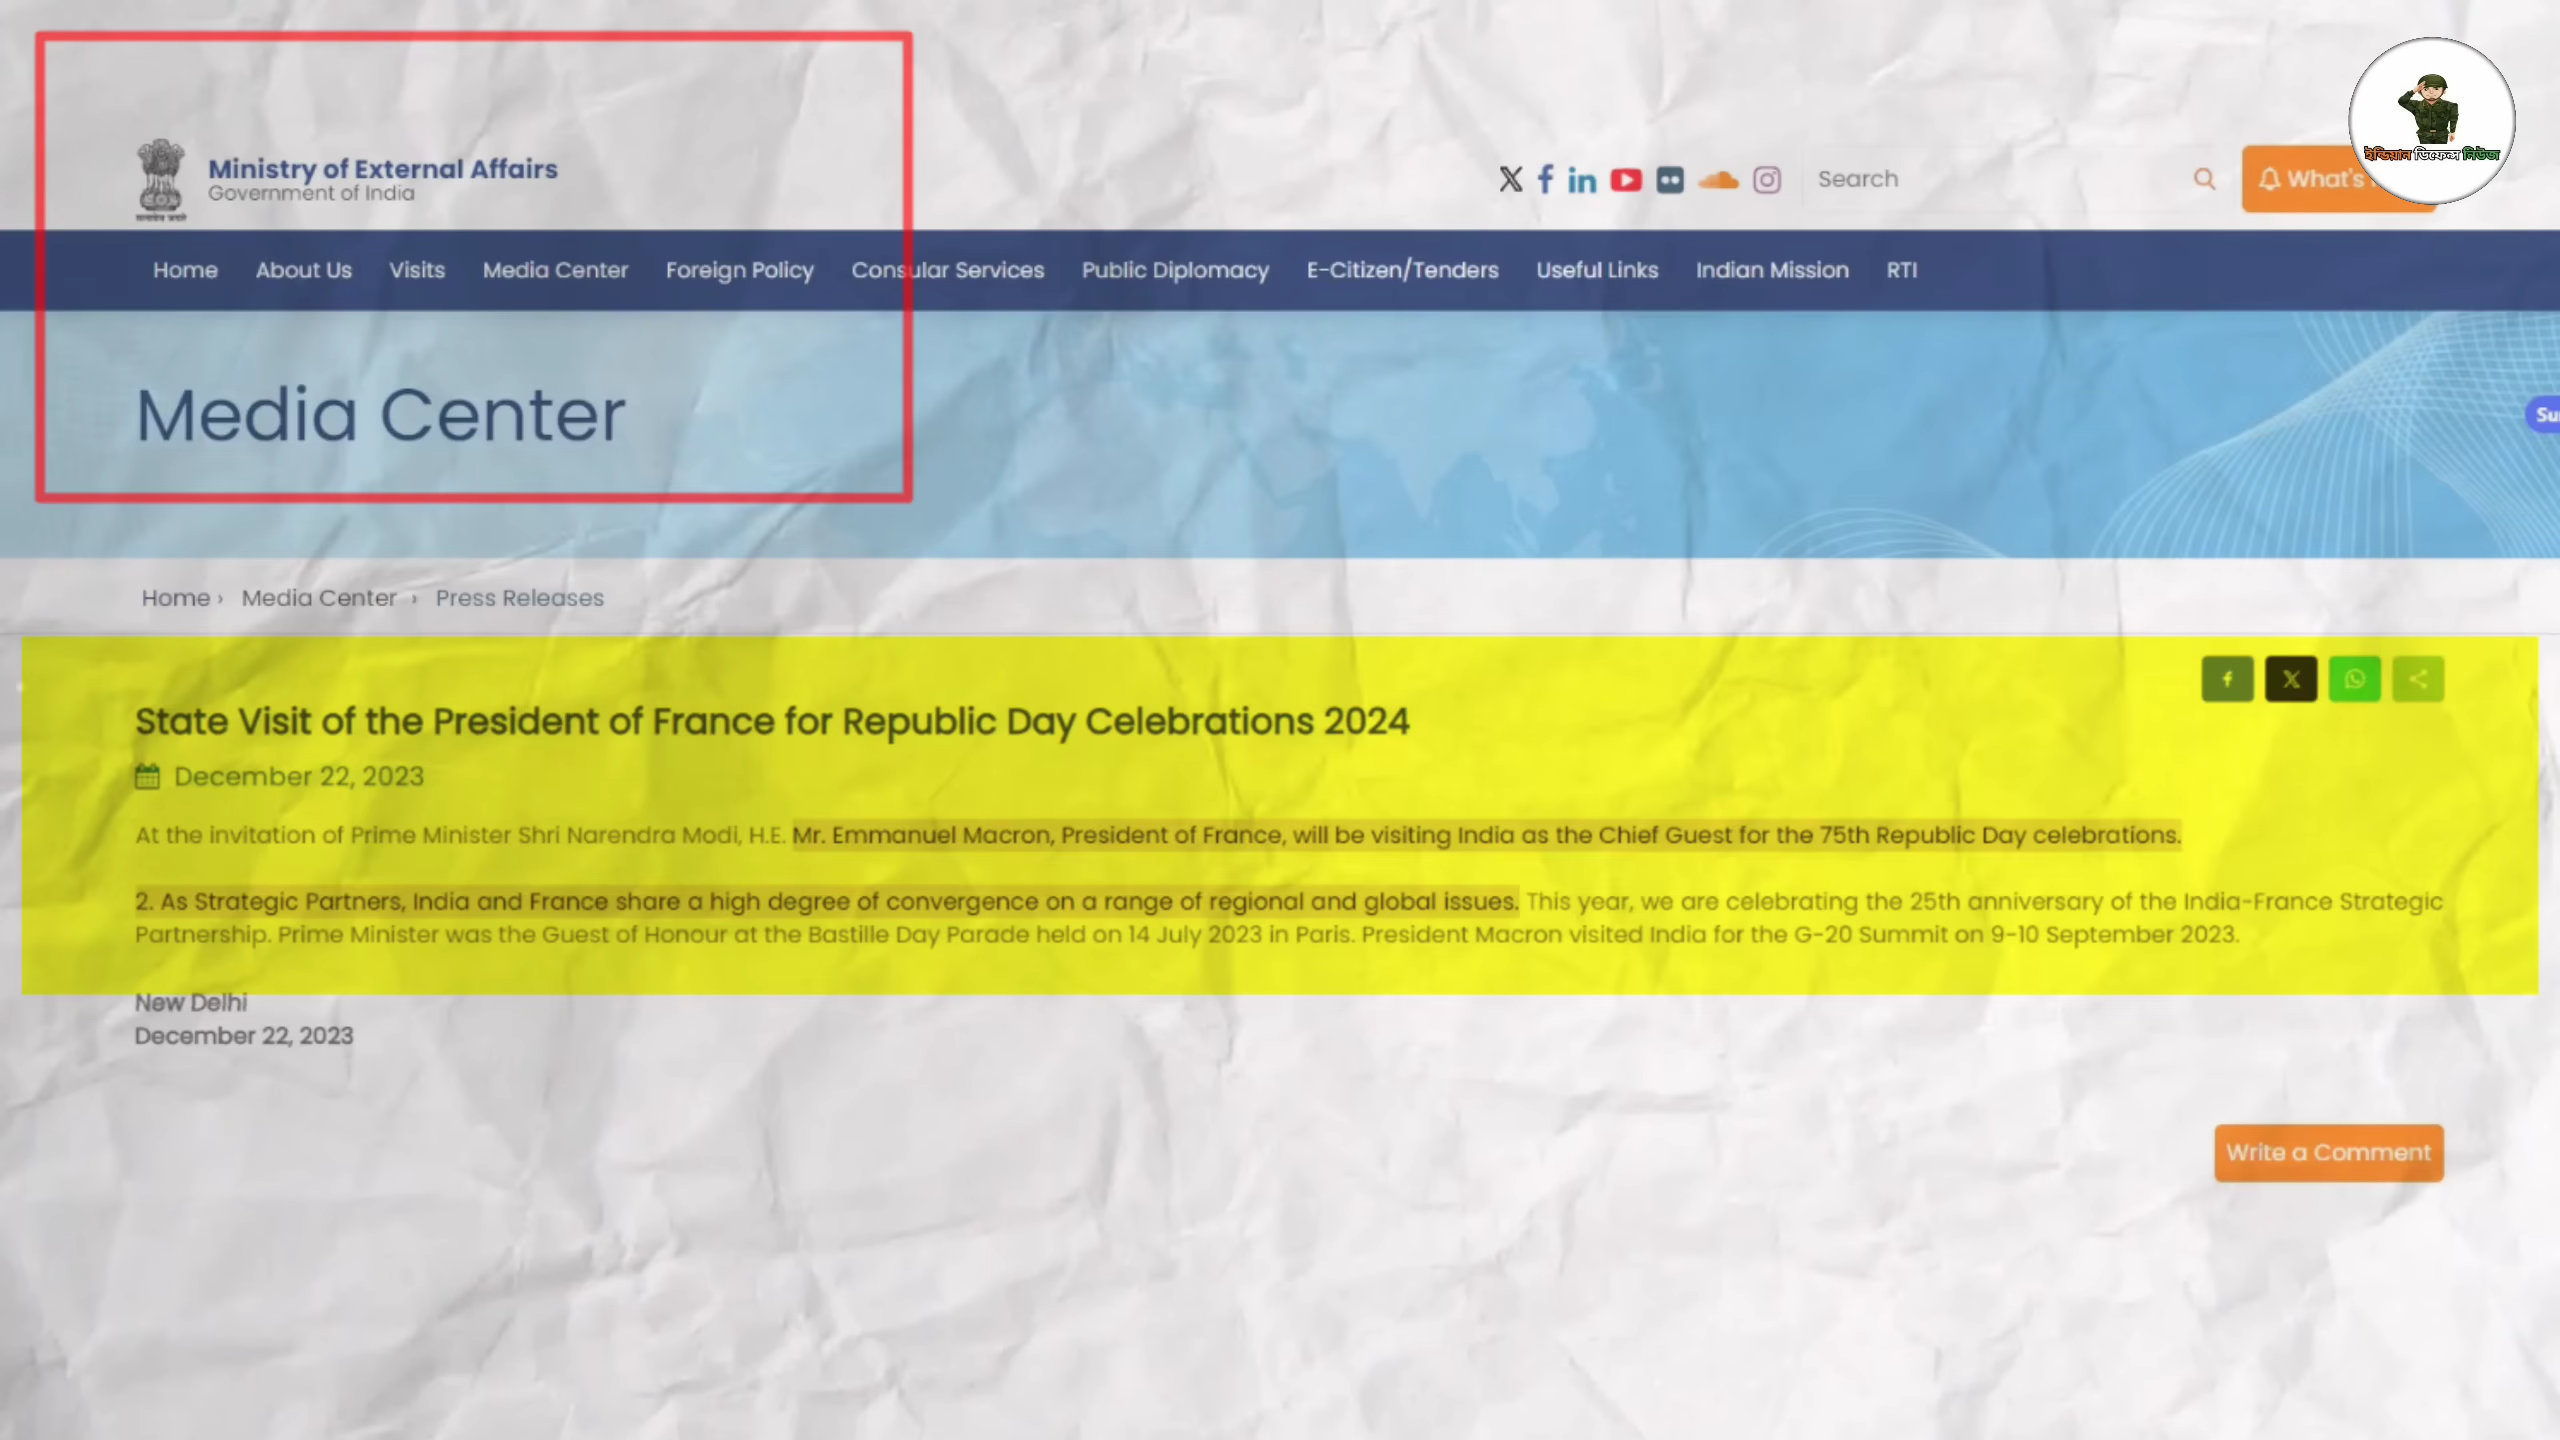 Ministry of External Affairs
Government of India
Search
What's
ইন্ডিয়ান ডিফেন্স নিউজ
Home About Us Visits Media Center Foreign Policy Consular Services Public Diplomacy E-Citizen/Tenders Useful Links Indian Mission RTI
Media Center
Su
Home › Media Center › Press Releases
State Visit of the President of France for Republic Day Celebrations 2024
December 22, 2023
At the invitation of Prime Minister Shri Narendra Modi, H.E. Mr. Emmanuel Macron, President of France, will be visiting India as the Chief Guest for the 75th Republic Day celebrations.
2. As Strategic Partners, India and France share a high degree of convergence on a range of regional and global issues. This year, we are celebrating the 25th anniversary of the India-France Strategic
Partnership. Prime Minister was the Guest of Honour at the Bastille Day Parade held on 14 July 2023 in Paris. President Macron visited India for the G-20 Summit on 9-10 September 2023.
New Delhi
December 22, 2023
Write a Comment